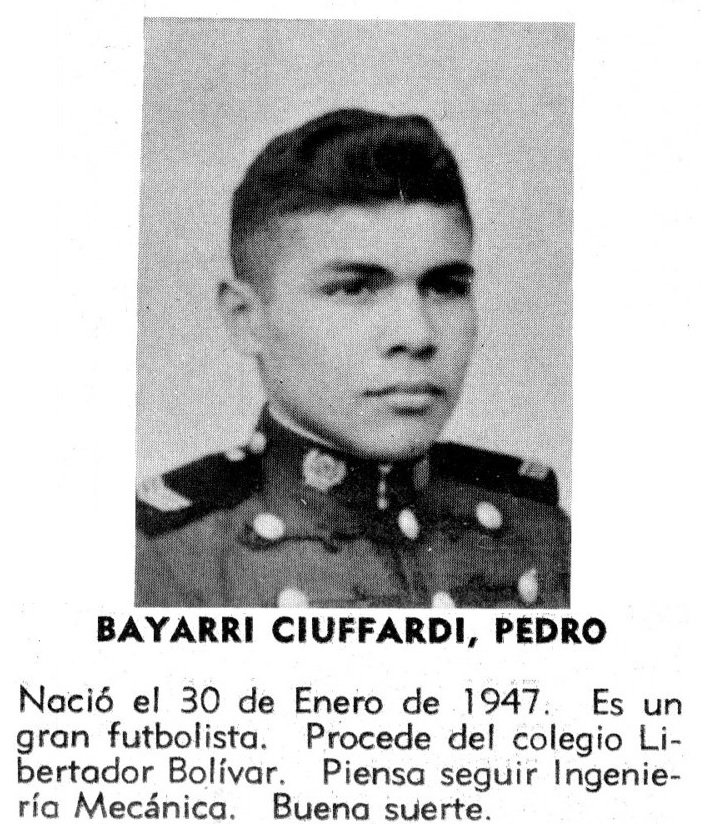 BAYARRI CIUFFARDI, PEDRO
Nació el 30 de Enero de 1947. Es un
gran futbolista. Procede del colegio Li-
bertador Bolívar. Piensa seguir Ingenie-
ría Mecánica. Buena suerte.